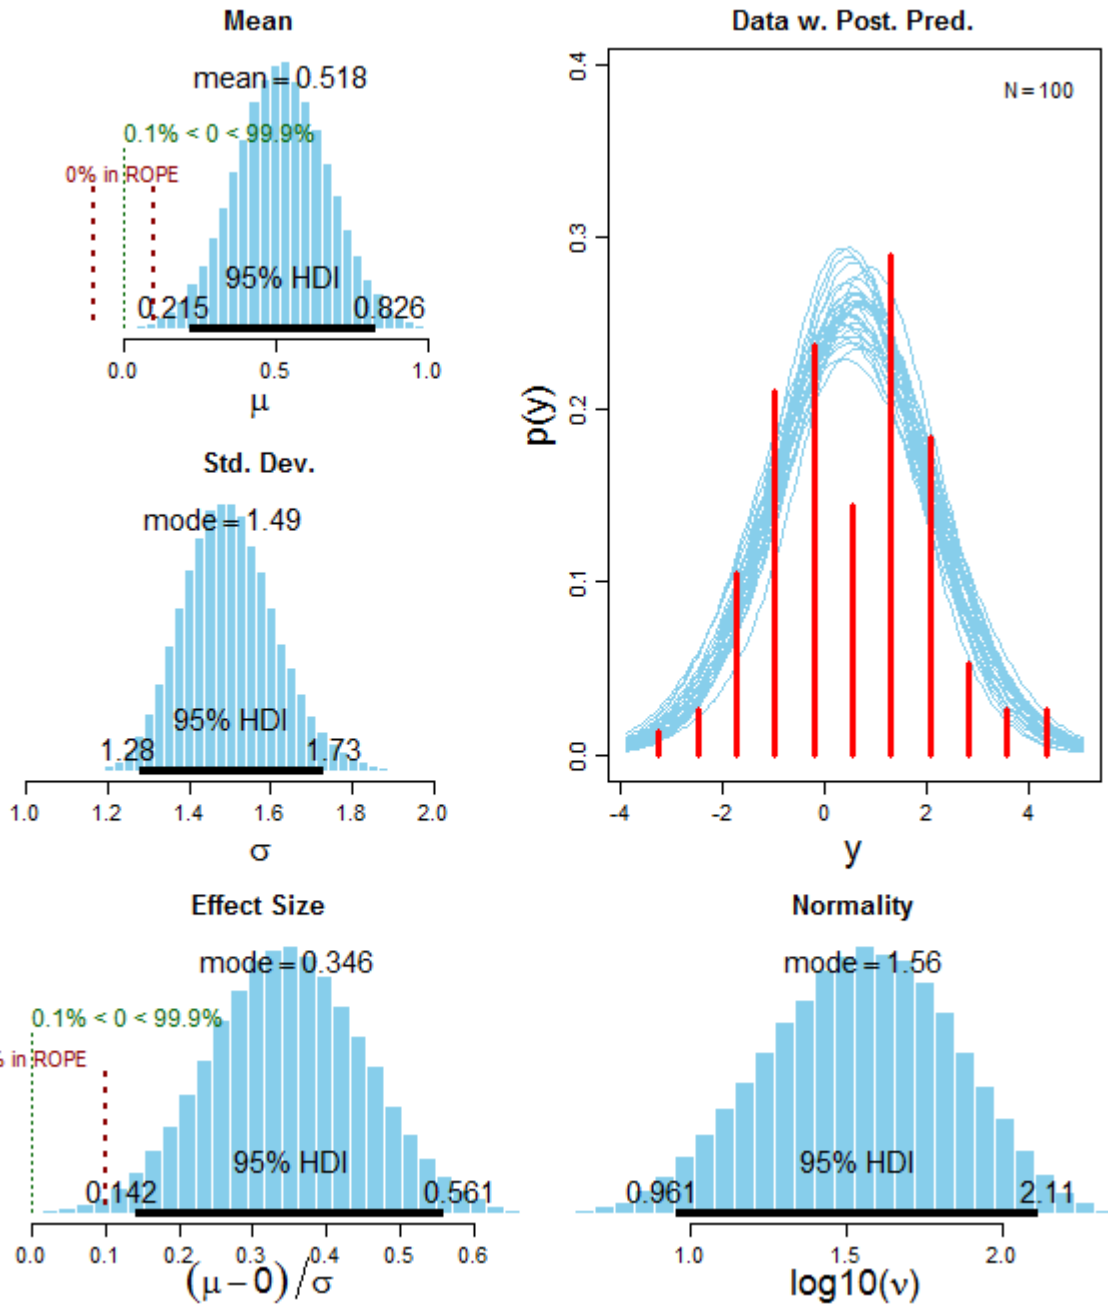 Mean
mean = 0.518
0.1% < 0 < 99.9%
0% in ROPE
95% HDI
0.215
0.826
0.0 0.5 1.0
μ
Data w. Post. Pred.
N = 100
0.4
0.3
0.2
0.1
0.0
p(y)
-4 -2 0 2 4
y
Std. Dev.
mode = 1.49
95% HDI
1.28
1.73
1.0 1.2 1.4 1.6 1.8 2.0
σ
Effect Size
mode = 0.346
0.1% < 0 < 99.9%
% in ROPE
95% HDI
0.142
0.561
0.0 0.1 0.2 0.3 0.4 0.5 0.6
(μ − 0) / σ
Normality
mode = 1.56
95% HDI
0.961
2.11
1.0 1.5 2.0
log10(ν)